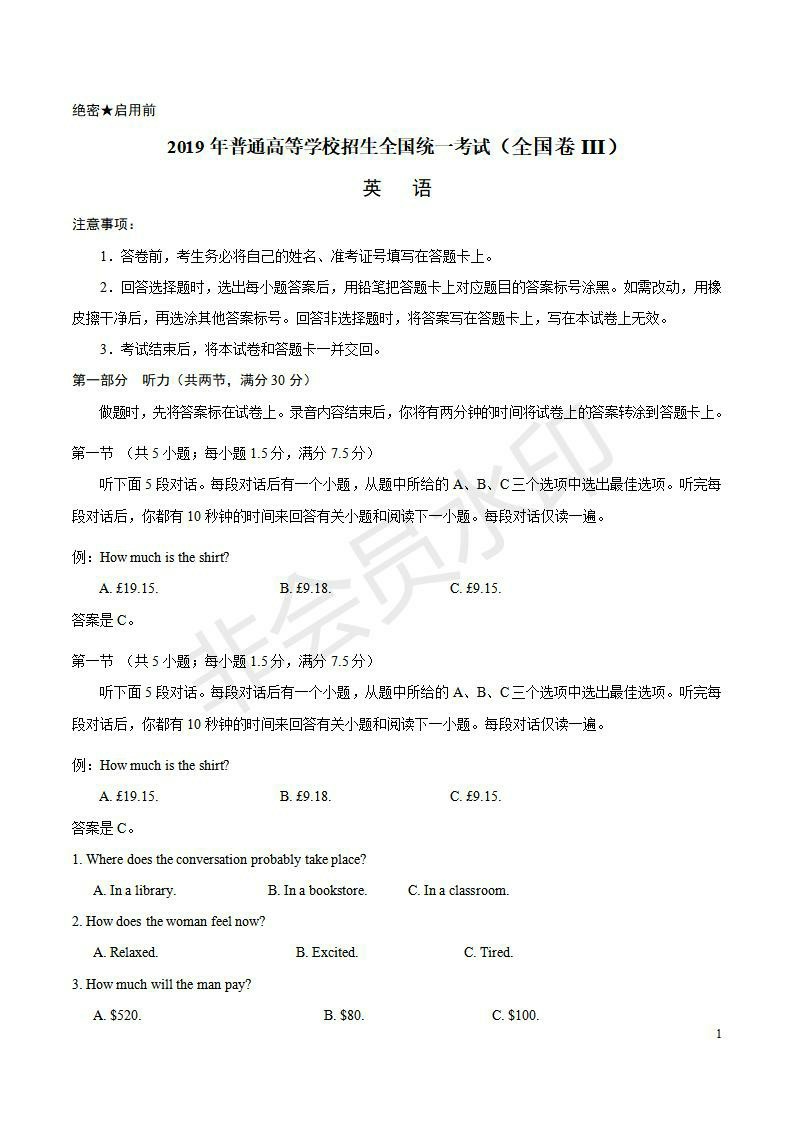 绝密★启用前
2019 年普通高等学校招生全国统一考试（全国卷 III）
英 语
注意事项：
1．答卷前，考生务必将自己的姓名、准考证号填写在答题卡上。
2．回答选择题时，选出每小题答案后，用铅笔把答题卡上对应题目的答案标号涂黑。如需改动，用橡
皮擦干净后，再选涂其他答案标号。回答非选择题时，将答案写在答题卡上，写在本试卷上无效。
3．考试结束后，将本试卷和答题卡一并交回。
第一部分 听力（共两节，满分 30 分）
做题时，先将答案标在试卷上。录音内容结束后，你将有两分钟的时间将试卷上的答案转涂到答题卡上。
第一节 （共 5 小题；每小题 1.5 分，满分 7.5 分）
听下面 5 段对话。每段对话后有一个小题，从题中所给的 A、B、C 三个选项中选出最佳选项。听完每
段对话后，你都有 10 秒钟的时间来回答有关小题和阅读下一小题。每段对话仅读一遍。
例：How much is the shirt?
A. £19.15. B. £9.18. C. £9.15.
答案是 C。
第一节 （共 5 小题；每小题 1.5 分，满分 7.5 分）
听下面 5 段对话。每段对话后有一个小题，从题中所给的 A、B、C 三个选项中选出最佳选项。听完每
段对话后，你都有 10 秒钟的时间来回答有关小题和阅读下一小题。每段对话仅读一遍。
例：How much is the shirt?
A. £19.15. B. £9.18. C. £9.15.
答案是 C。
1. Where does the conversation probably take place?
A. In a library. B. In a bookstore. C. In a classroom.
2. How does the woman feel now?
A. Relaxed. B. Excited. C. Tired.
3. How much will the man pay?
A. $520. B. $80. C. $100.
1
非会员水印